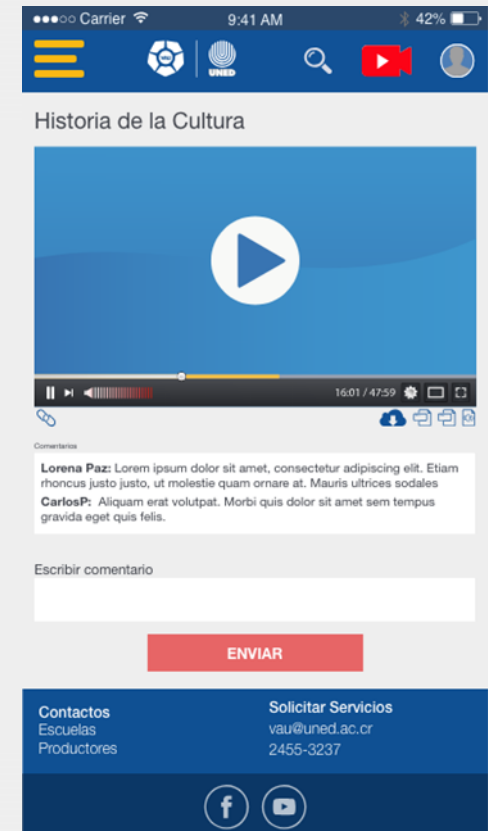 Carrier 9:41 AM 42%
UNED
Historia de la Cultura
16:01 / 47:59
Comentarios
Lorena Paz: Lorem ipsum dolor sit amet, consectetur adipiscing elit. Etiam
rhoncus justo justo, ut molestie quam ornare at. Mauris ultrices sodales
CarlosP: Aliquam erat volutpat. Morbi quis dolor sit amet sem tempus
gravida eget quis felis.
Escribir comentario
ENVIAR
Contactos
Escuelas
Productores
Solicitar Servicios
vau@uned.ac.cr
2455-3237